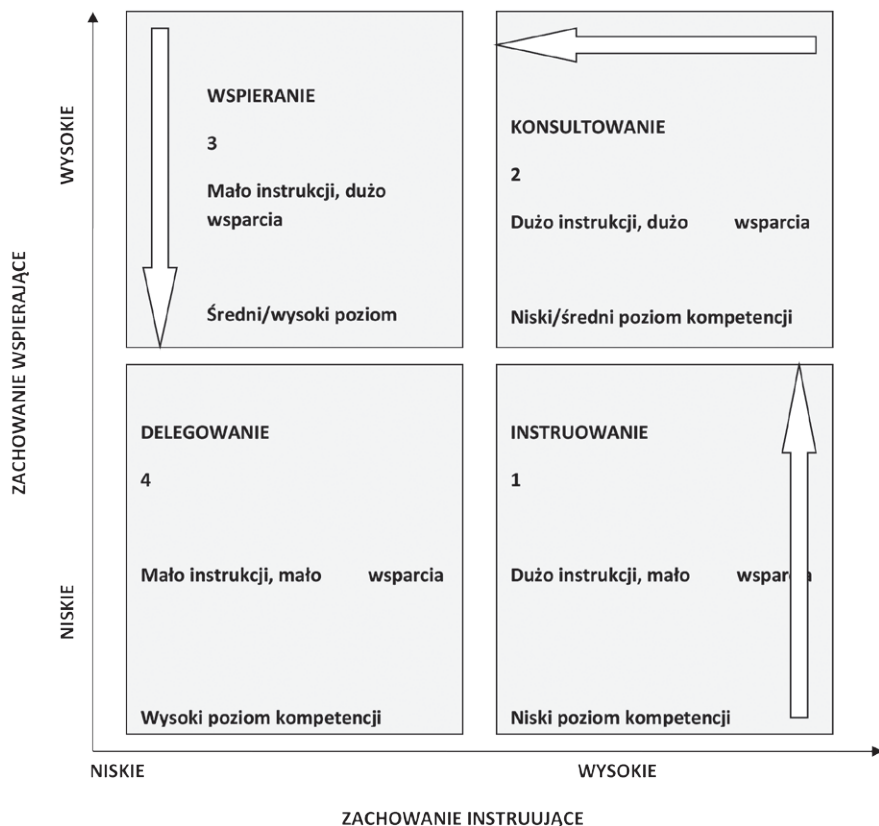 WYSOKIE
ZACHOWANIE WSPIERAJĄCE
NISKIE
WSPIERANIE
3
Mało instrukcji, dużo
wsparcia
Średni/wysoki poziom
KONSULTOWANIE
2
Dużo instrukcji, dużo wsparcia
Niski/średni poziom kompetencji
DELEGOWANIE
4
Mało instrukcji, mało wsparcia
Wysoki poziom kompetencji
INSTRUOWANIE
1
Dużo instrukcji, mało wsparcia
Niski poziom kompetencji
NISKIE
WYSOKIE
ZACHOWANIE INSTRUUJĄCE